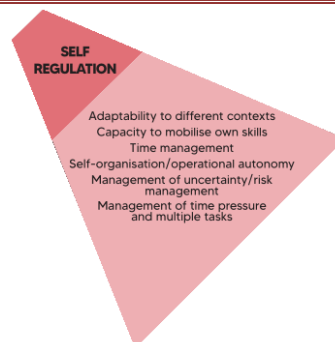 SELF
REGULATION
Adaptability to different contexts
Capacity to mobilise own skills
Time management
Self-organisation/operational autonomy
Management of uncertainty/risk
management
Management of time pressure
and multiple tasks